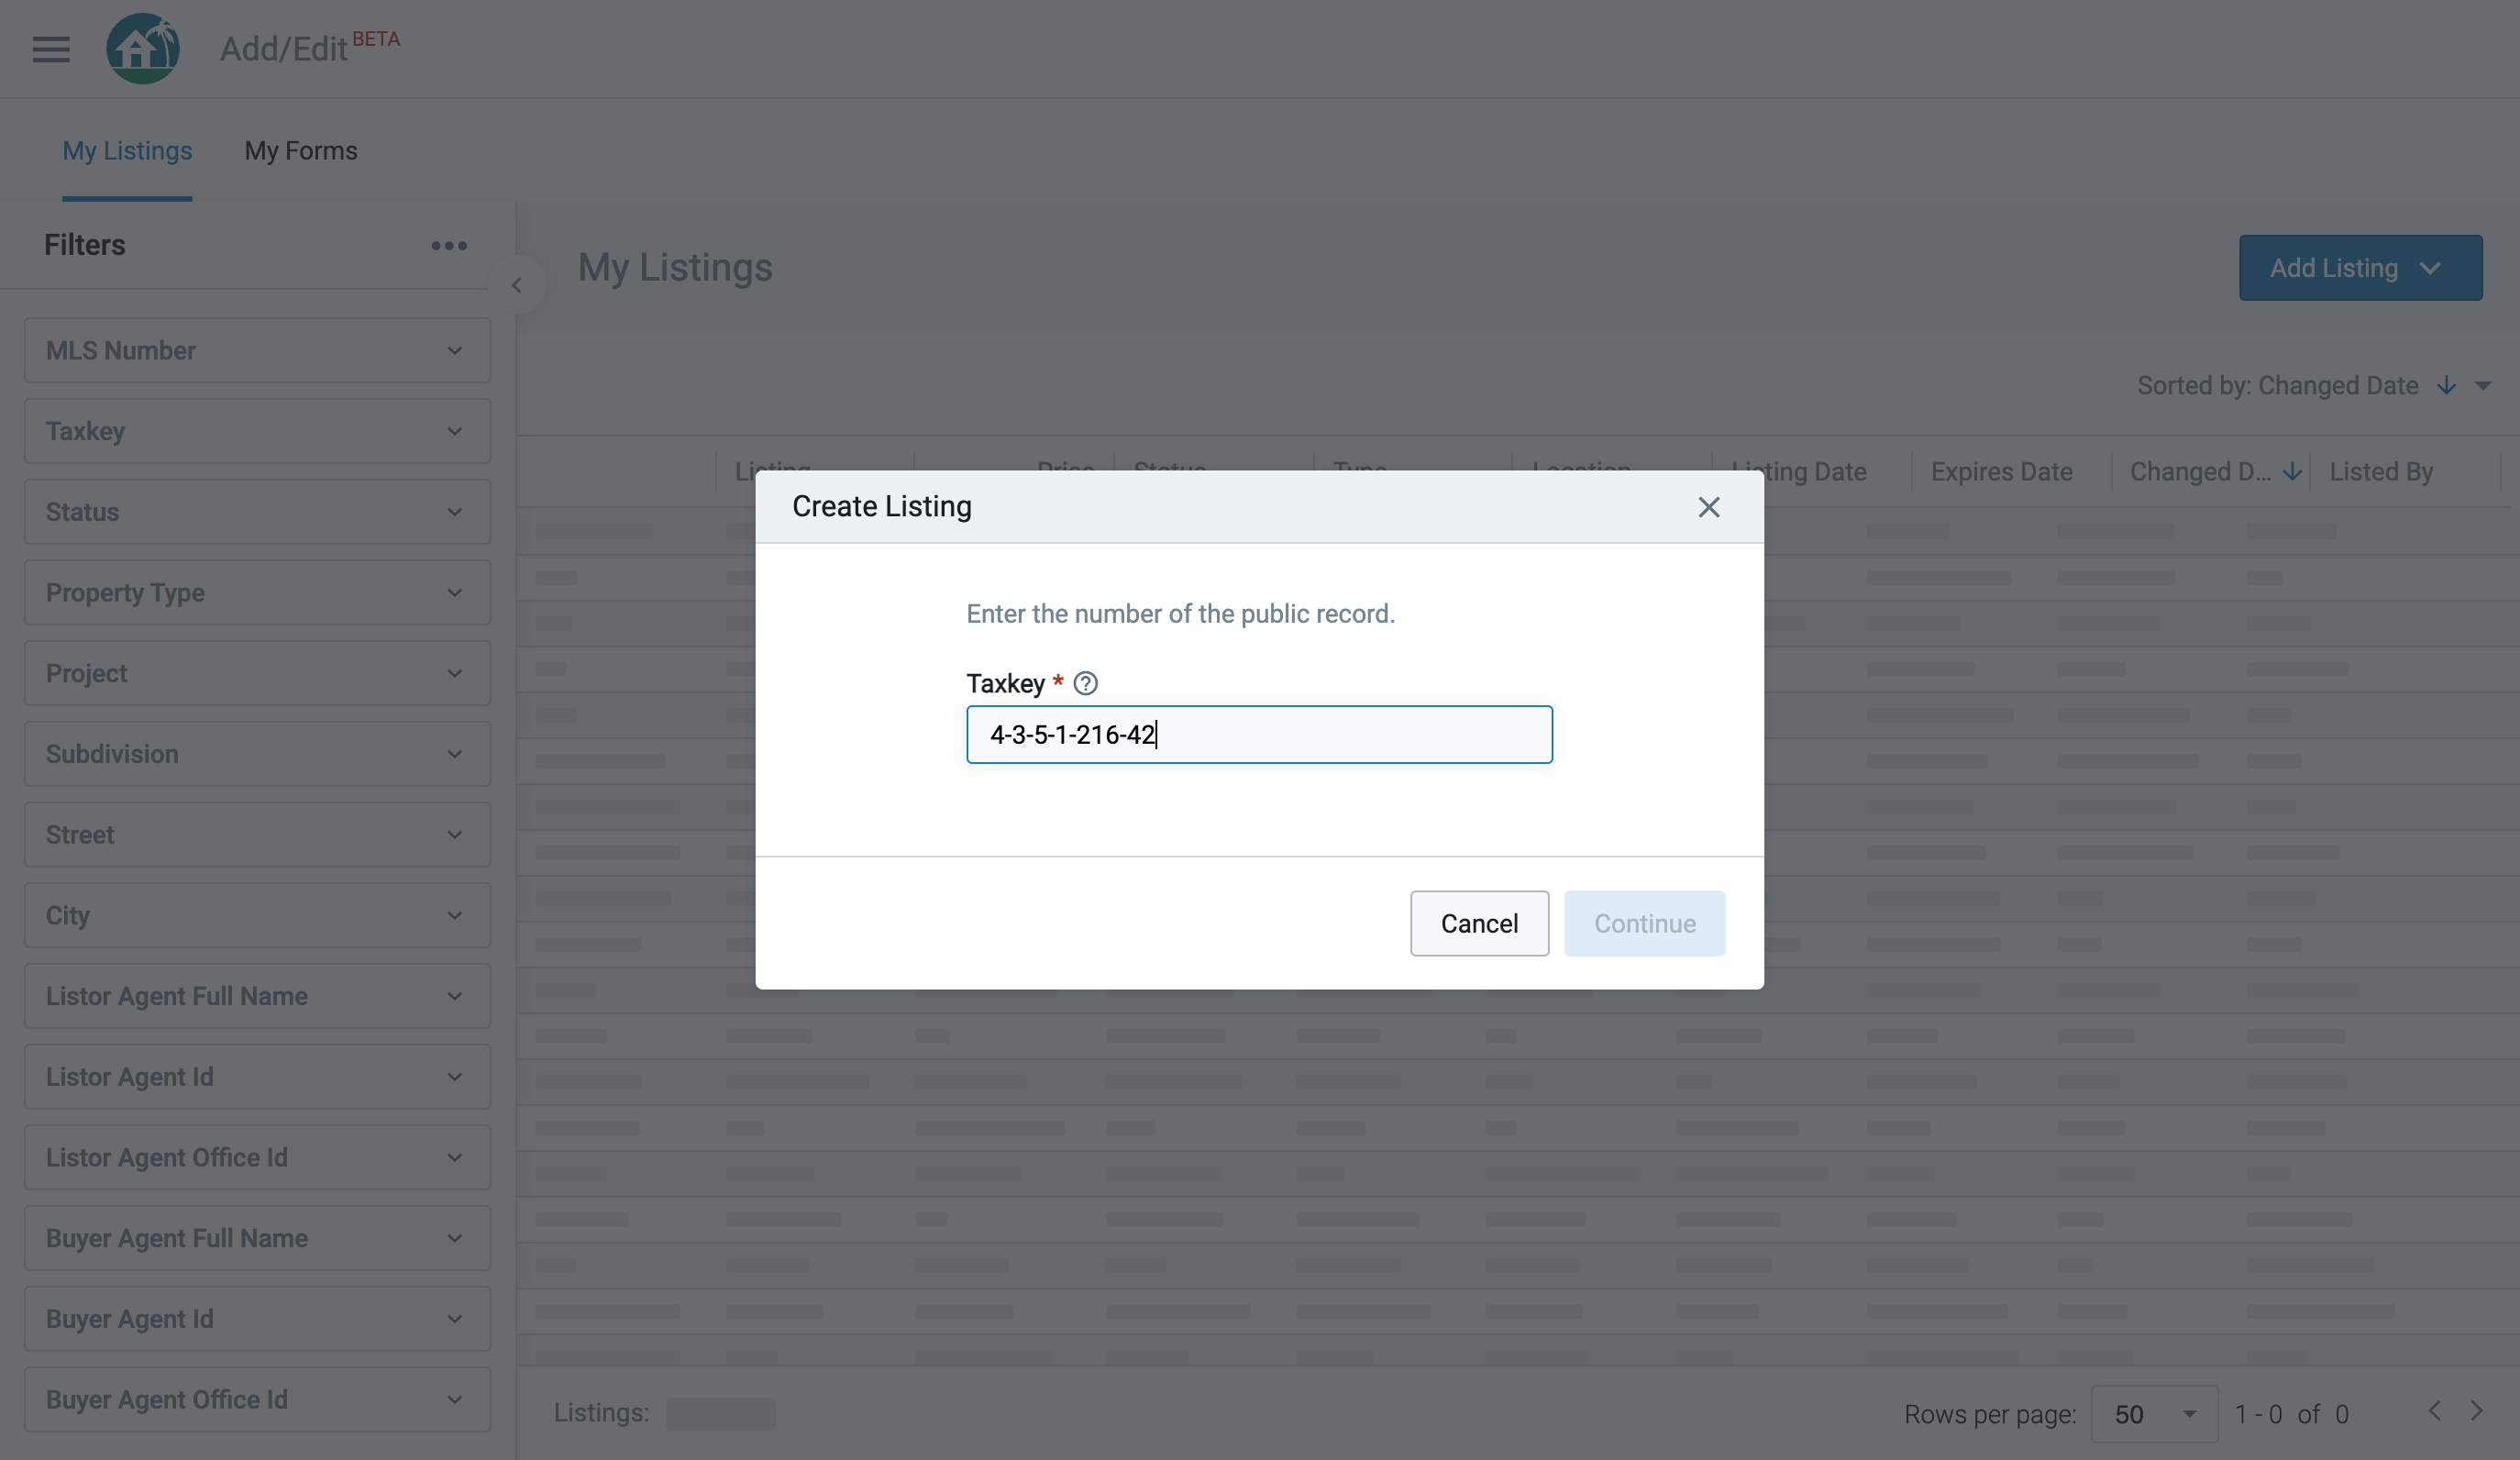 Add/Edit BETA
My Listings
My Forms
Filters
MLS Number
Taxkey
Status
Property Type
Project
Subdivision
Street
City
Listor Agent Full Name
Listor Agent Id
Listor Agent Office Id
Buyer Agent Full Name
Buyer Agent Id
Buyer Agent Office Id
My Listings
Add Listing
Sorted by: Changed Date
Listing Price Status Type Location Listing Date Expires Date Changed D... Listed By
Create Listing
Enter the number of the public record.
Taxkey * ?
4-3-5-1-216-42
Cancel
Continue
Listings:
Rows per page: 50 1 - 0 of 0